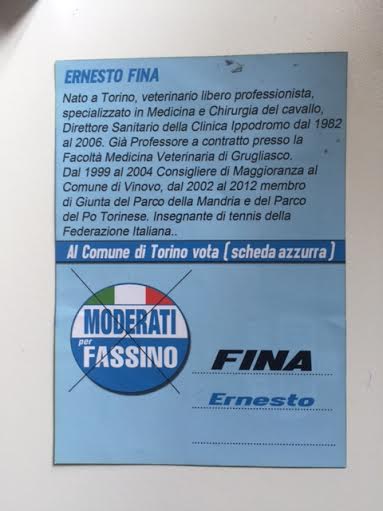 ERNESTO FINA
Nato a Torino, veterinario libero professionista,
specializzato in Medicina e Chirurgia del cavallo,
Direttore Sanitario della Clinica Ippodromo dal 1982
al 2006. Già Professore a contratto presso la
Facoltà Medicina Veterinaria di Grugliasco.
Dal 1999 al 2004 Consigliere di Maggioranza al
Comune di Vinovo, dal 2002 al 2012 membro
di Giunta del Parco della Mandria e del Parco
del Po Torinese. Insegnante di tennis della
Federazione Italiana..
Al Comune di Torino vota (scheda azzurra)
MODERATI
per
FASSINO
FINA
Ernesto